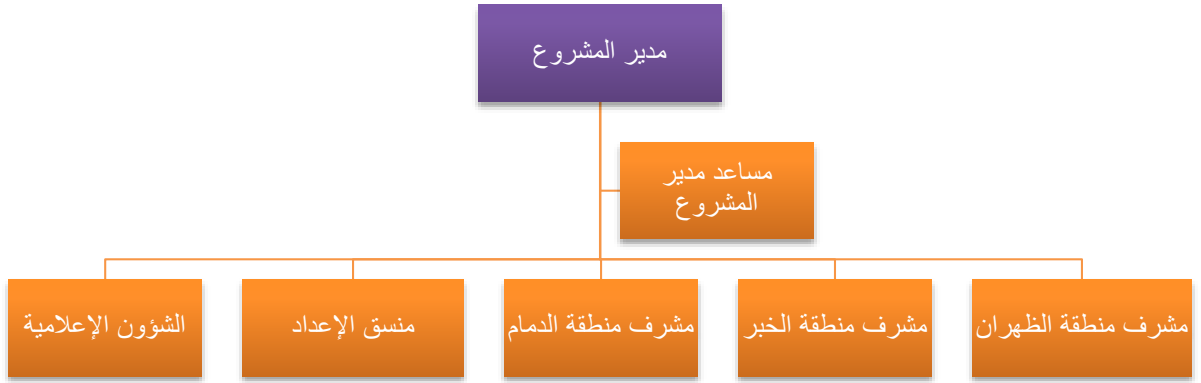 مدير المشروع
مساعد مدير
المشروع
مشرف منطقة الظهران
مشرف منطقة الخبر
مشرف منطقة الدمام
منسق الإعداد
الشؤون الإعلامية